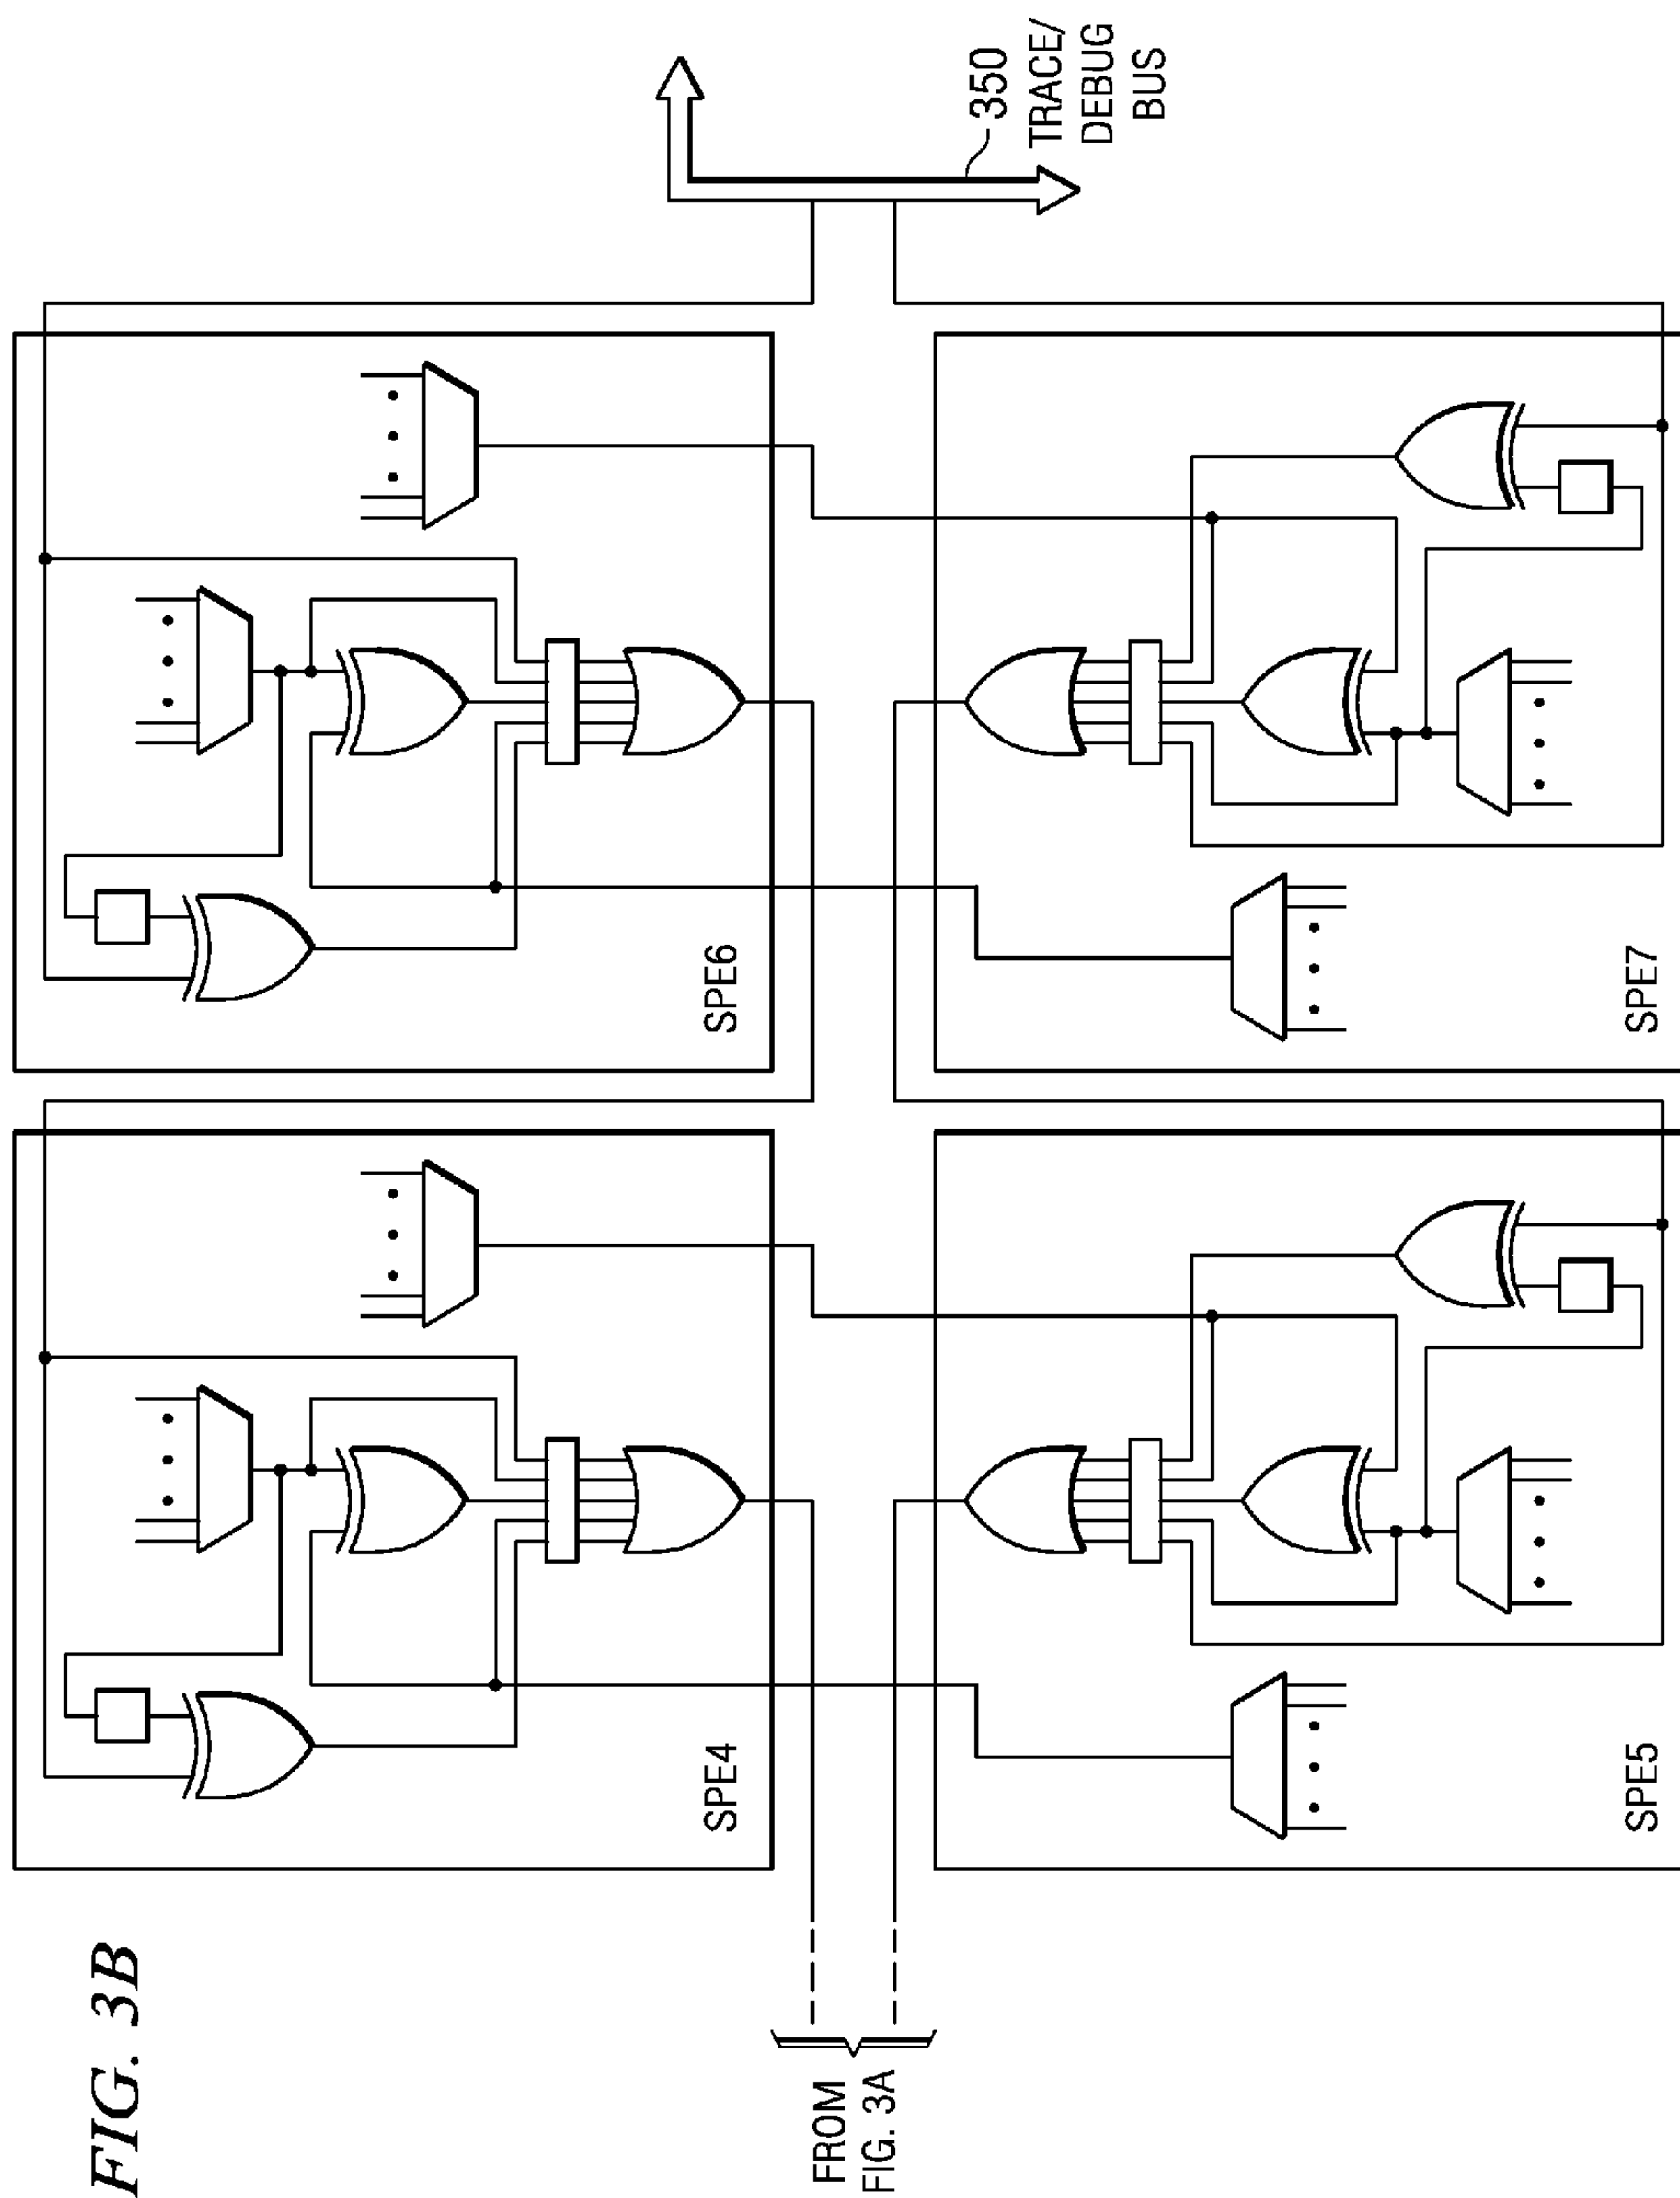 FIG. 3B
FROM
FIG. 3A
SPE4
SPE6
SPE5
SPE7
350
TRACE/
DEBUG
BUS